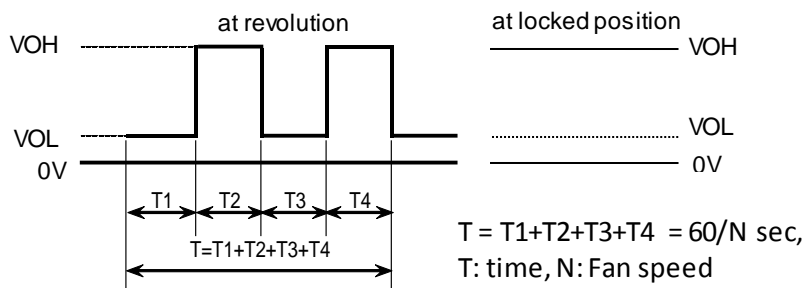 at revolution
at locked position
VOH
VOH
VOL
VOL
0V
0V
T1 T2 T3 T4
T=T1+T2+T3+T4
T = T1+T2+T3+T4 = 60/N sec,
T: time, N: Fan speed